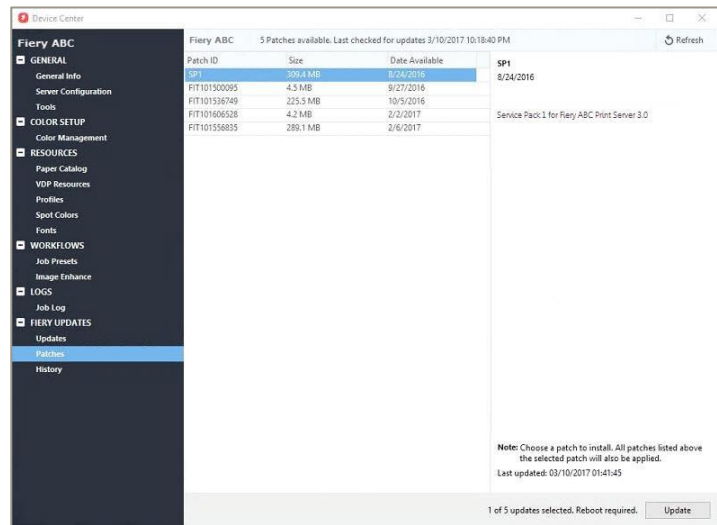 Device Center
Fiery ABC
GENERAL
General Info
Server Configuration
Tools
COLOR SETUP
Color Management
RESOURCES
Paper Catalog
VDP Resources
Profiles
Spot Colors
Fonts
WORKFLOWS
Job Presets
Image Enhance
LOGS
Job Log
FIERY UPDATES
Updates
Patches
History
Fiery ABC 5 Patches available. Last checked for updates 3/10/2017 10:18:40 PM Refresh
Patch ID Size Date Available
SP1 309.4 MB 8/24/2016
FIT101500095 4.5 MB 9/27/2016
FIT101536749 225.5 MB 10/5/2016
FIT101606528 4.2 MB 2/2/2017
FIT101556835 289.1 MB 2/6/2017
SP1
8/24/2016
Service Pack 1 for Fiery ABC Print Server 3.0
Note: Choose a patch to install. All patches listed above
the selected patch will also be applied.
Last updated: 03/10/2017 01:41:45
1 of 5 updates selected. Reboot required. Update